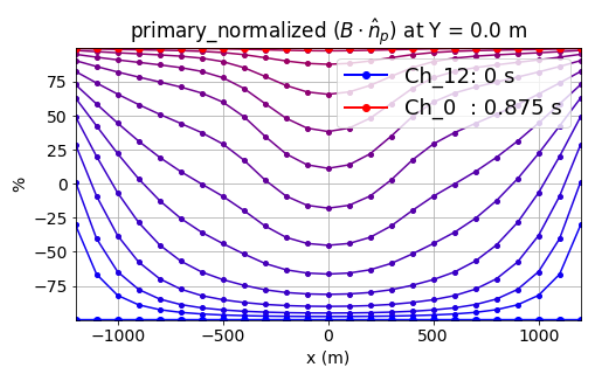 primary_normalized (B · n̂ₚ) at Y = 0.0 m
Ch_12: 0 s
Ch_0 : 0.875 s
75
50
25
0
−25
−50
−75
%
−1000 −500 0 500 1000
x (m)